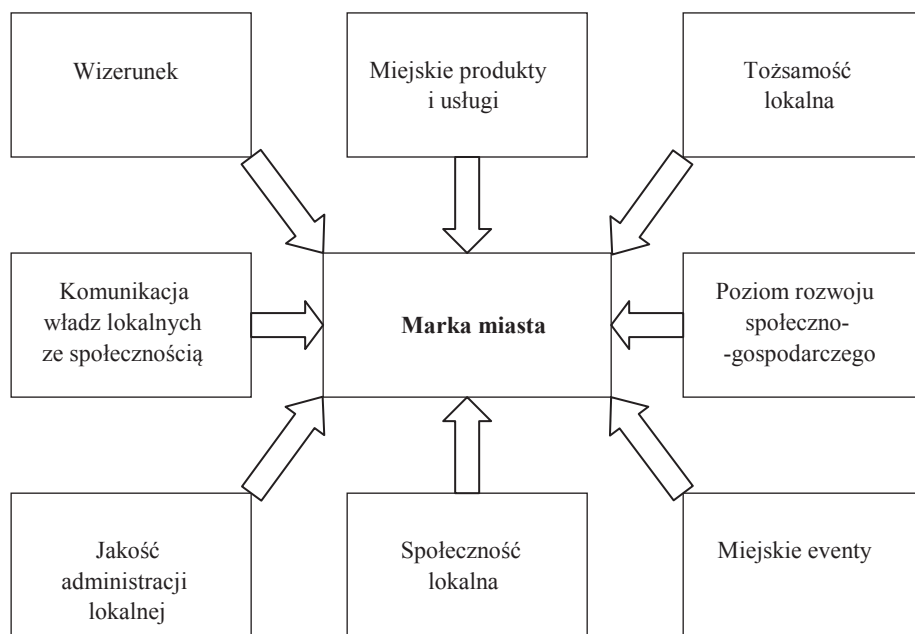 Wizerunek
Miejskie produkty
i usługi
Tożsamość
lokalna
Komunikacja
władz lokalnych
ze społecznością
Marka miasta
Poziom rozwoju
społeczno-
-gospodarczego
Jakość
administracji
lokalnej
Społeczność
lokalna
Miejskie eventy